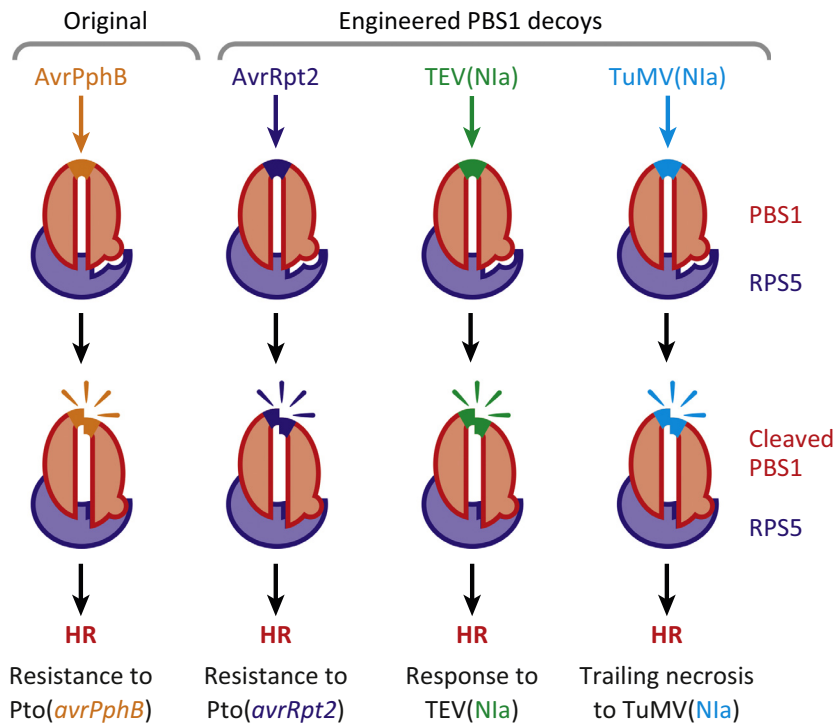 Original
Engineered PBS1 decoys
AvrPphB
AvrRpt2
TEV(NIa)
TuMV(NIa)
PBS1
RPS5
Cleaved
PBS1
RPS5
HR
HR
HR
HR
Resistance to
Pto(avrPphB)
Resistance to
Pto(avrRpt2)
Response to
TEV(NIa)
Trailing necrosis
to TuMV(NIa)